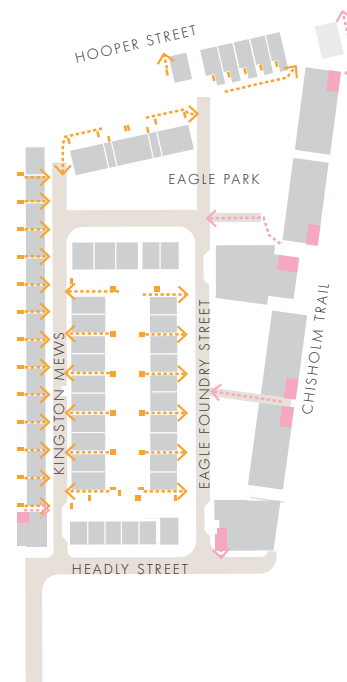 HOOPER STREET
EAGLE PARK
CHISHOLM TRAIL
KINGSTON MEWS
EAGLE FOUNDRY STREET
HEADLY STREET